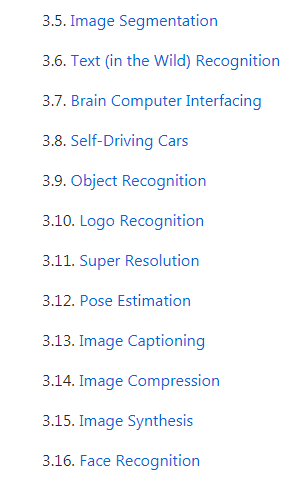 3.5. Image Segmentation
3.6. Text (in the Wild) Recognition
3.7. Brain Computer Interfacing
3.8. Self-Driving Cars
3.9. Object Recognition
3.10. Logo Recognition
3.11. Super Resolution
3.12. Pose Estimation
3.13. Image Captioning
3.14. Image Compression
3.15. Image Synthesis
3.16. Face Recognition